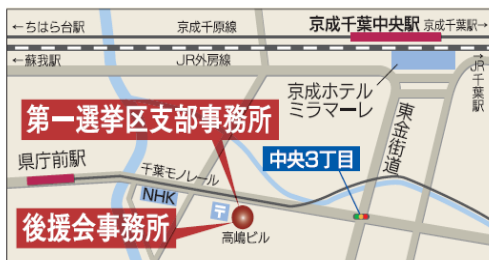 ←ちはら台駅
京成千原線
京成千葉中央駅
京成千葉駅→
←蘇我駅
JR外房線
JR千葉駅→
京成ホテル
ミラマーレ
第一選挙区支部事務所
東金街道
県庁前駅
千葉モノレール
中央3丁目
NHK
〒
後援会事務所
高嶋ビル